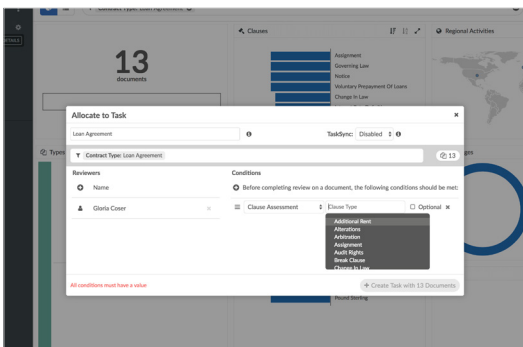 Contract Type: Loan Agreement
DETAILS
13
documents
Clauses
Assignment
Governing Law
Notice
Voluntary Prepayment Of Loans
Change In Law
Regional Activities
Types
ges
Allocate to Task
Loan Agreement
TaskSync: Disabled
Contract Type: Loan Agreement
13
Reviewers
Name
Gloria Coser
Conditions
Before completing review on a document, the following conditions should be met:
Clause Assessment
Clause Type
Optional
Additional Rent
Alterations
Arbitration
Assignment
Audit Rights
Break Clause
Change In Law
All conditions must have a value
+ Create Task with 13 Documents
Pound Sterling